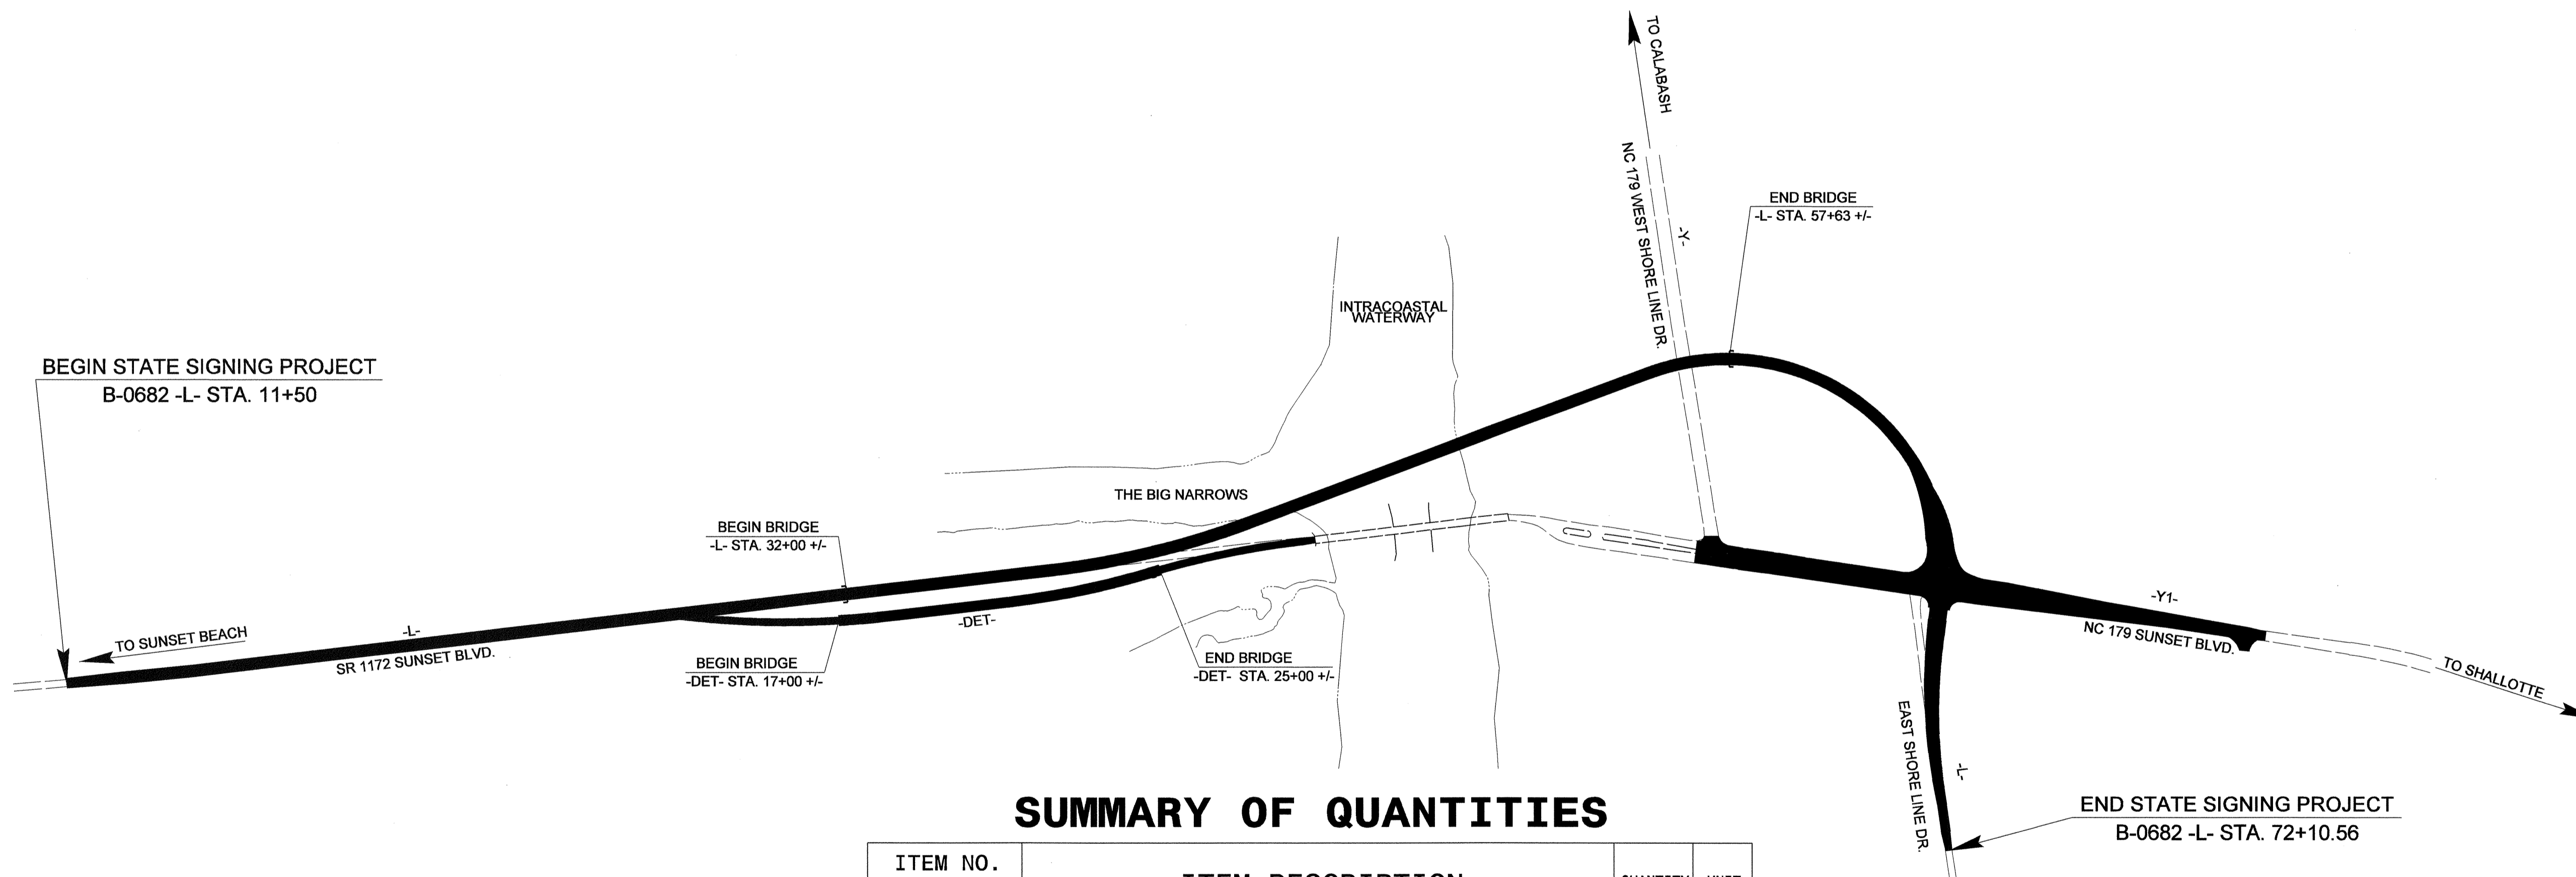 TO CALABASH
NC 179 WEST SHORE LINE DR.
-Y-
END BRIDGE
-L- STA. 57+63 +/-
INTRACOASTAL
WATERWAY
BEGIN STATE SIGNING PROJECT
B-0682 -L- STA. 11+50
THE BIG NARROWS
BEGIN BRIDGE
-L- STA. 32+00 +/-
TO SUNSET BEACH
-L-
SR 1172 SUNSET BLVD.
-DET-
BEGIN BRIDGE
-DET- STA. 17+00 +/-
END BRIDGE
-DET- STA. 25+00 +/-
-Y1-
NC 179 SUNSET BLVD.
TO SHALLOTTE
EAST SHORE LINE DR.
-L-
END STATE SIGNING PROJECT
B-0682 -L- STA. 72+10.56
SUMMARY OF QUANTITIES
ITEM NO.
ITEM DESCRIPTION
QUANTITY
UNIT